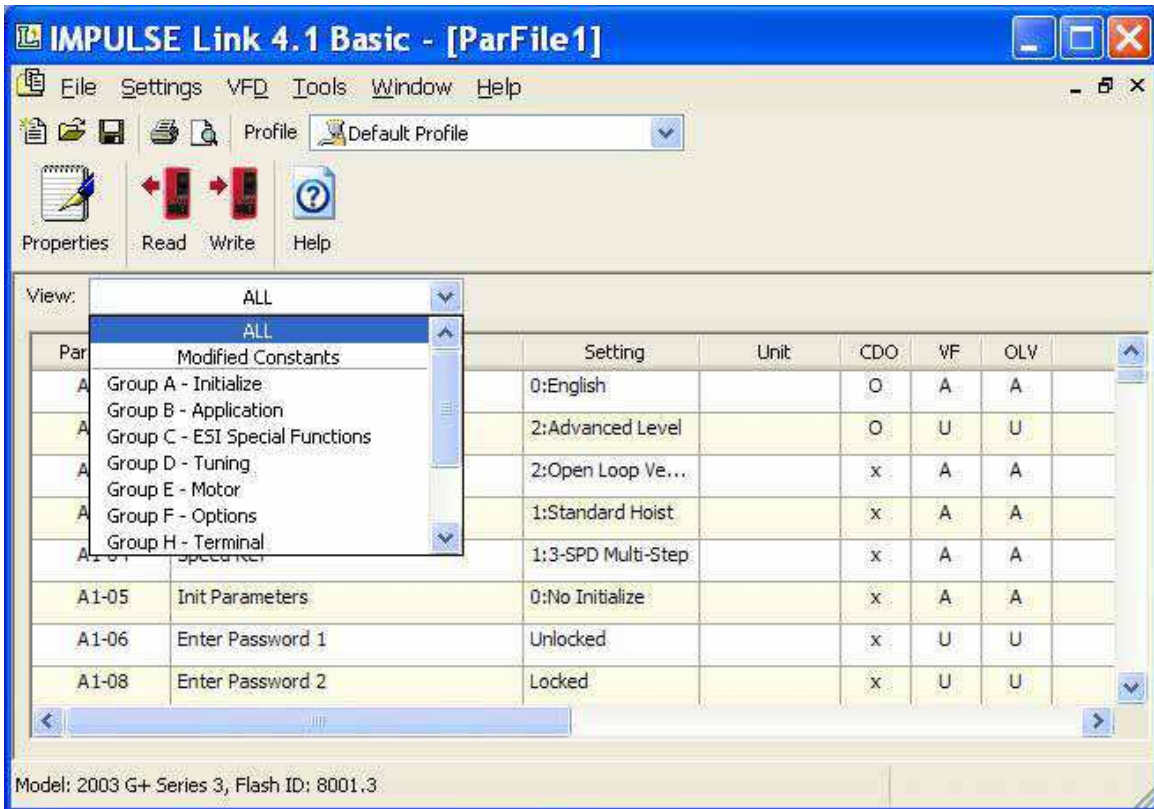 IMPULSE Link 4.1 Basic - [ParFile1]
File Settings VFD Tools Window Help
Profile Default Profile
Properties Read Write Help
View: ALL
ALL
Modified Constants
Group A - Initialize
Group B - Application
Group C - ESI Special Functions
Group D - Tuning
Group E - Motor
Group F - Options
Group H - Terminal
Par Setting Unit CDO VF OLV
A 0:English O A A
A 2:Advanced Level O U U
A 2:Open Loop Ve... x A A
A 1:Standard Hoist x A A
1:3-SPD Multi-Step x A A
A1-05 Init Parameters 0:No Initialize x A A
A1-06 Enter Password 1 Unlocked x U U
A1-08 Enter Password 2 Locked x U U
Model: 2003 G+ Series 3, Flash ID: 8001.3